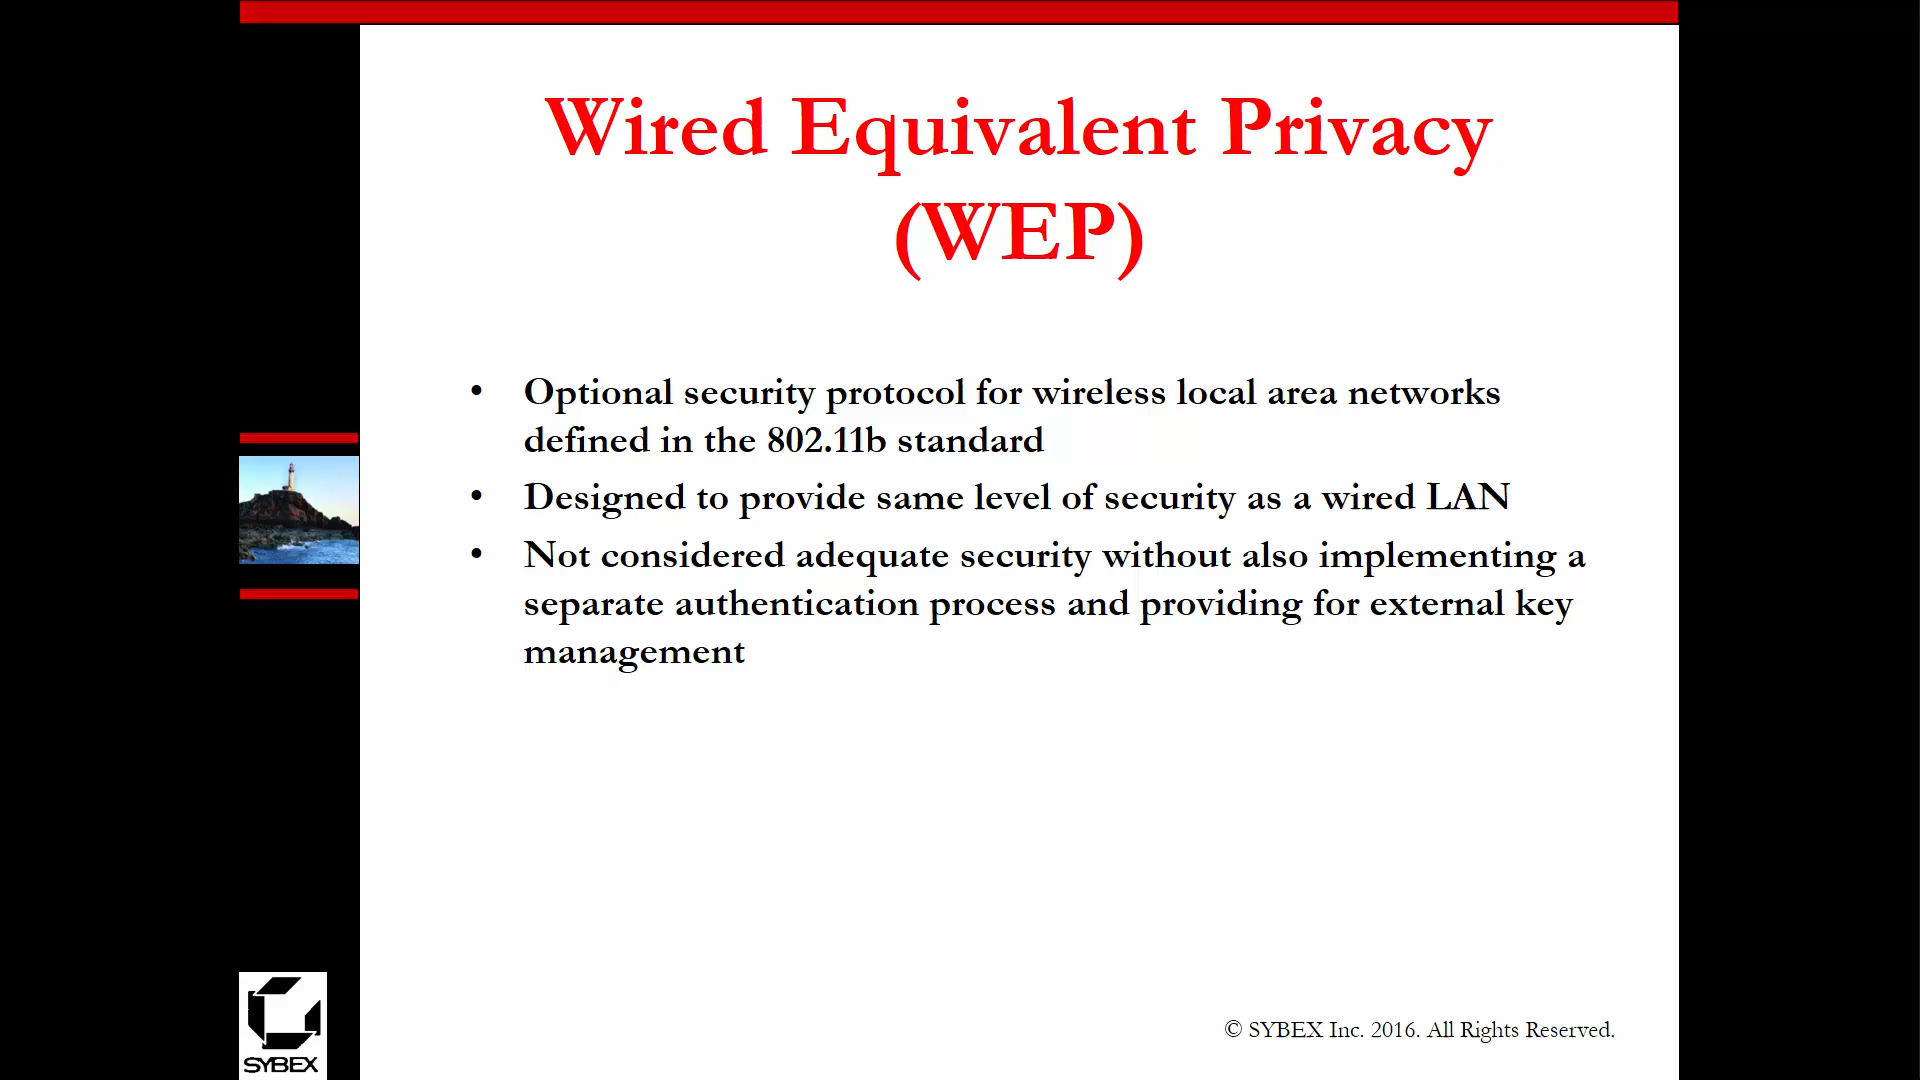 Wired Equivalent Privacy
(WEP)
• Optional security protocol for wireless local area networks
defined in the 802.11b standard
• Designed to provide same level of security as a wired LAN
• Not considered adequate security without also implementing a
separate authentication process and providing for external key
management
SYBEX
© SYBEX Inc. 2016. All Rights Reserved.